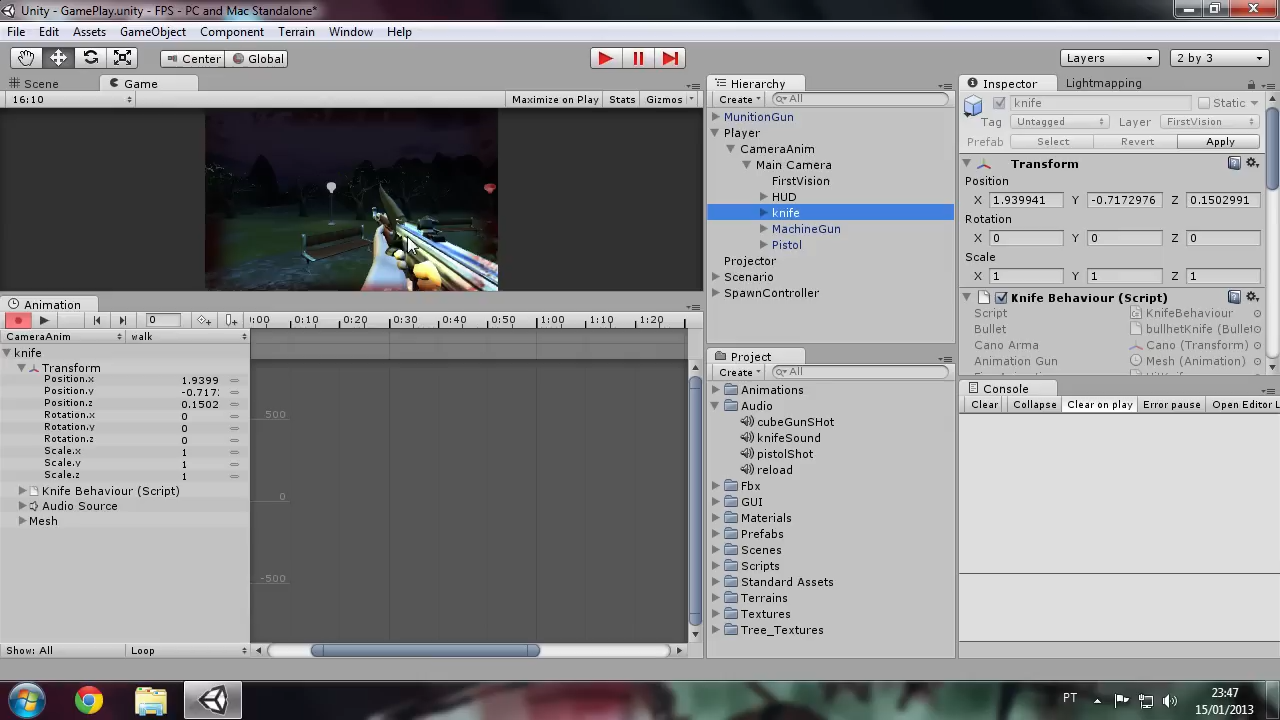 Unity - GamePlay.unity - FPS - PC and Mac Standalone*
File Edit Assets GameObject Component Terrain Window Help
Center Global Layers 2 by 3
Scene Game
16:10 Maximize on Play Stats Gizmos
Hierarchy
Create All
MunitionGun
Player
CameraAnim
Main Camera
FirstVision
HUD
knife
MachineGun
Pistol
Projector
Scenario
SpawnController
Inspector Lightmapping
knife Static
Tag Untagged Layer FirstVision
Prefab Select Revert Apply
Transform
Position
X 1.939941 Y -0.7172976 Z 0.1502991
Rotation
X 0 Y 0 Z 0
Scale
X 1 Y 1 Z 1
Knife Behaviour (Script)
Script KnifeBehaviour
Bullet bullhetKnife (Bullet
Cano Arma Cano (Transform)
Animation Gun Mesh (Animation)
Animation
0 0:00 0:10 0:20 0:30 0:40 0:50 1:00 1:10 1:20
CameraAnim walk
knife
Transform
Position.x 1.9399
Position.y -0.717
Position.z 0.1502
Rotation.x 0
Rotation.y 0
Rotation.z 0
Scale.x 1
Scale.y 1
Scale.z 1
Knife Behaviour (Script)
Audio Source
Mesh
500
0
-500
Show: All Loop
Project
Create All
Animations
Audio
cubeGunSHot
knifeSound
pistolShot
reload
Fbx
GUI
Materials
Prefabs
Scenes
Scripts
Standard Assets
Terrains
Textures
Tree_Textures
Console
Clear Collapse Clear on play Error pause Open Editor L
PT
23:47
15/01/2013